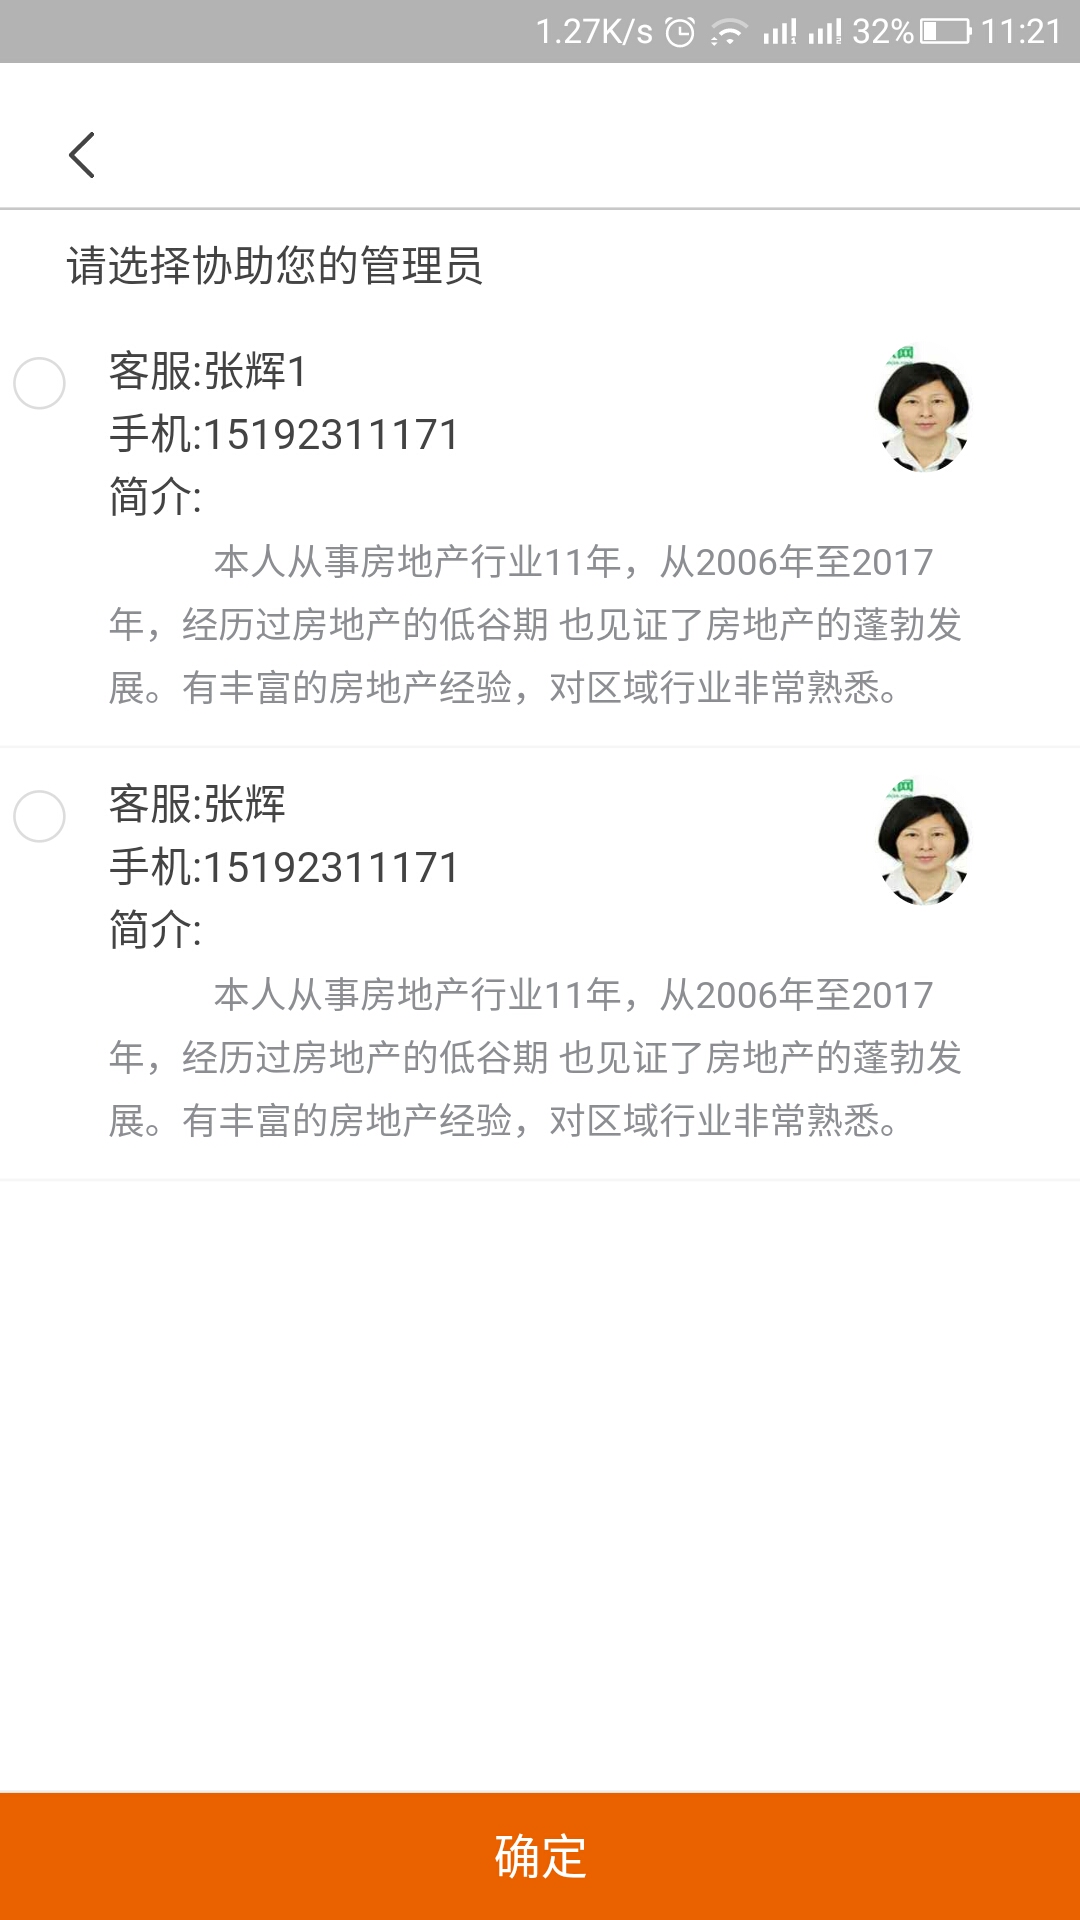 1.27K/s 32% 11:21
请选择协助您的管理员
客服:张辉1
手机:15192311171
简介:
本人从事房地产行业11年，从2006年至2017
年，经历过房地产的低谷期 也见证了房地产的蓬勃发
展。有丰富的房地产经验，对区域行业非常熟悉。
客服:张辉
手机:15192311171
简介:
本人从事房地产行业11年，从2006年至2017
年，经历过房地产的低谷期 也见证了房地产的蓬勃发
展。有丰富的房地产经验，对区域行业非常熟悉。
确定